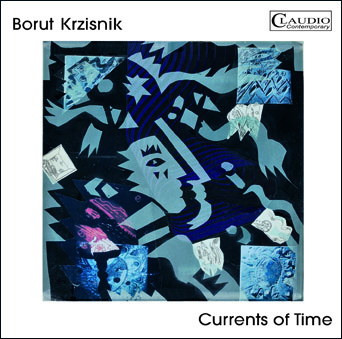 Borut Krzisnik
CLAUDIO
Contemporary
Currents of Time